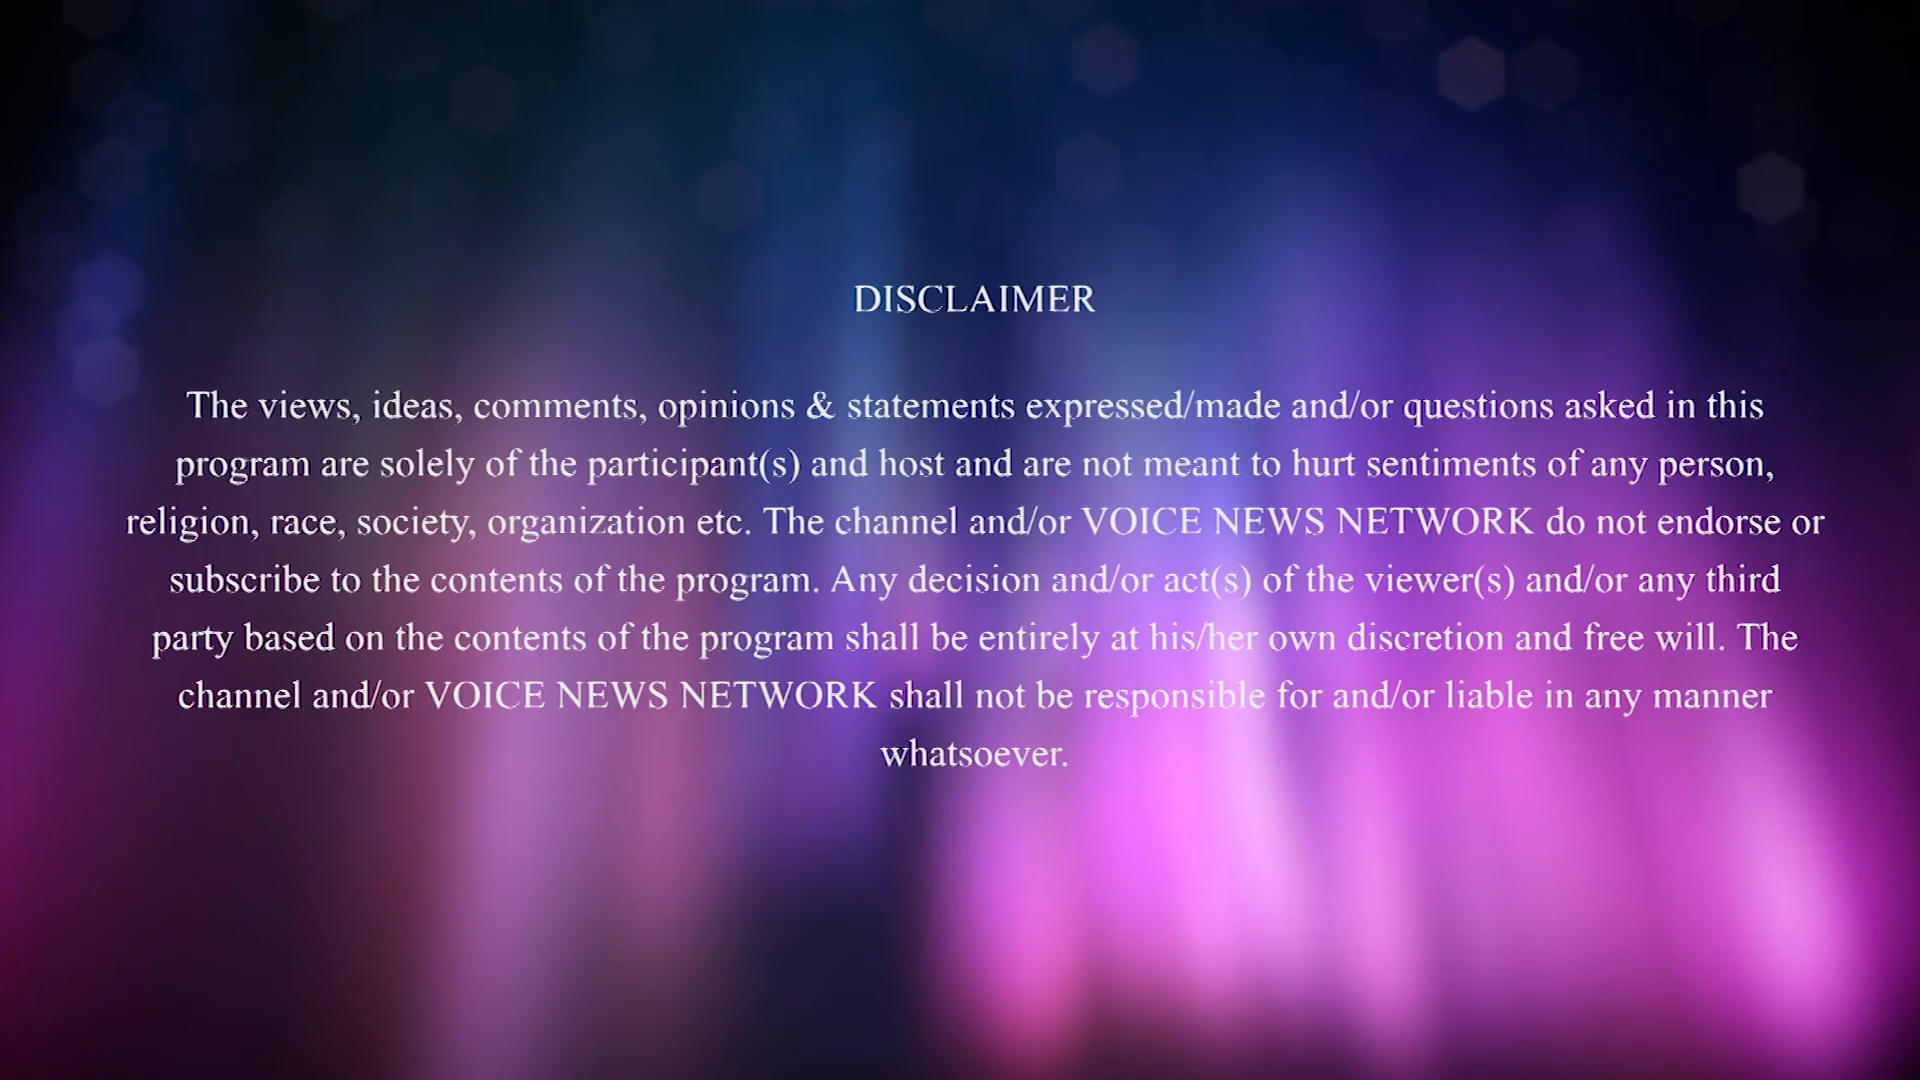 DISCLAIMER
The views, ideas, comments, opinions & statements expressed/made and/or questions asked in this
program are solely of the participant(s) and host and are not meant to hurt sentiments of any person,
religion, race, society, organization etc. The channel and/or VOICE NEWS NETWORK do not endorse or
subscribe to the contents of the program. Any decision and/or act(s) of the viewer(s) and/or any third
party based on the contents of the program shall be entirely at his/her own discretion and free will. The
channel and/or VOICE NEWS NETWORK shall not be responsible for and/or liable in any manner
whatsoever.